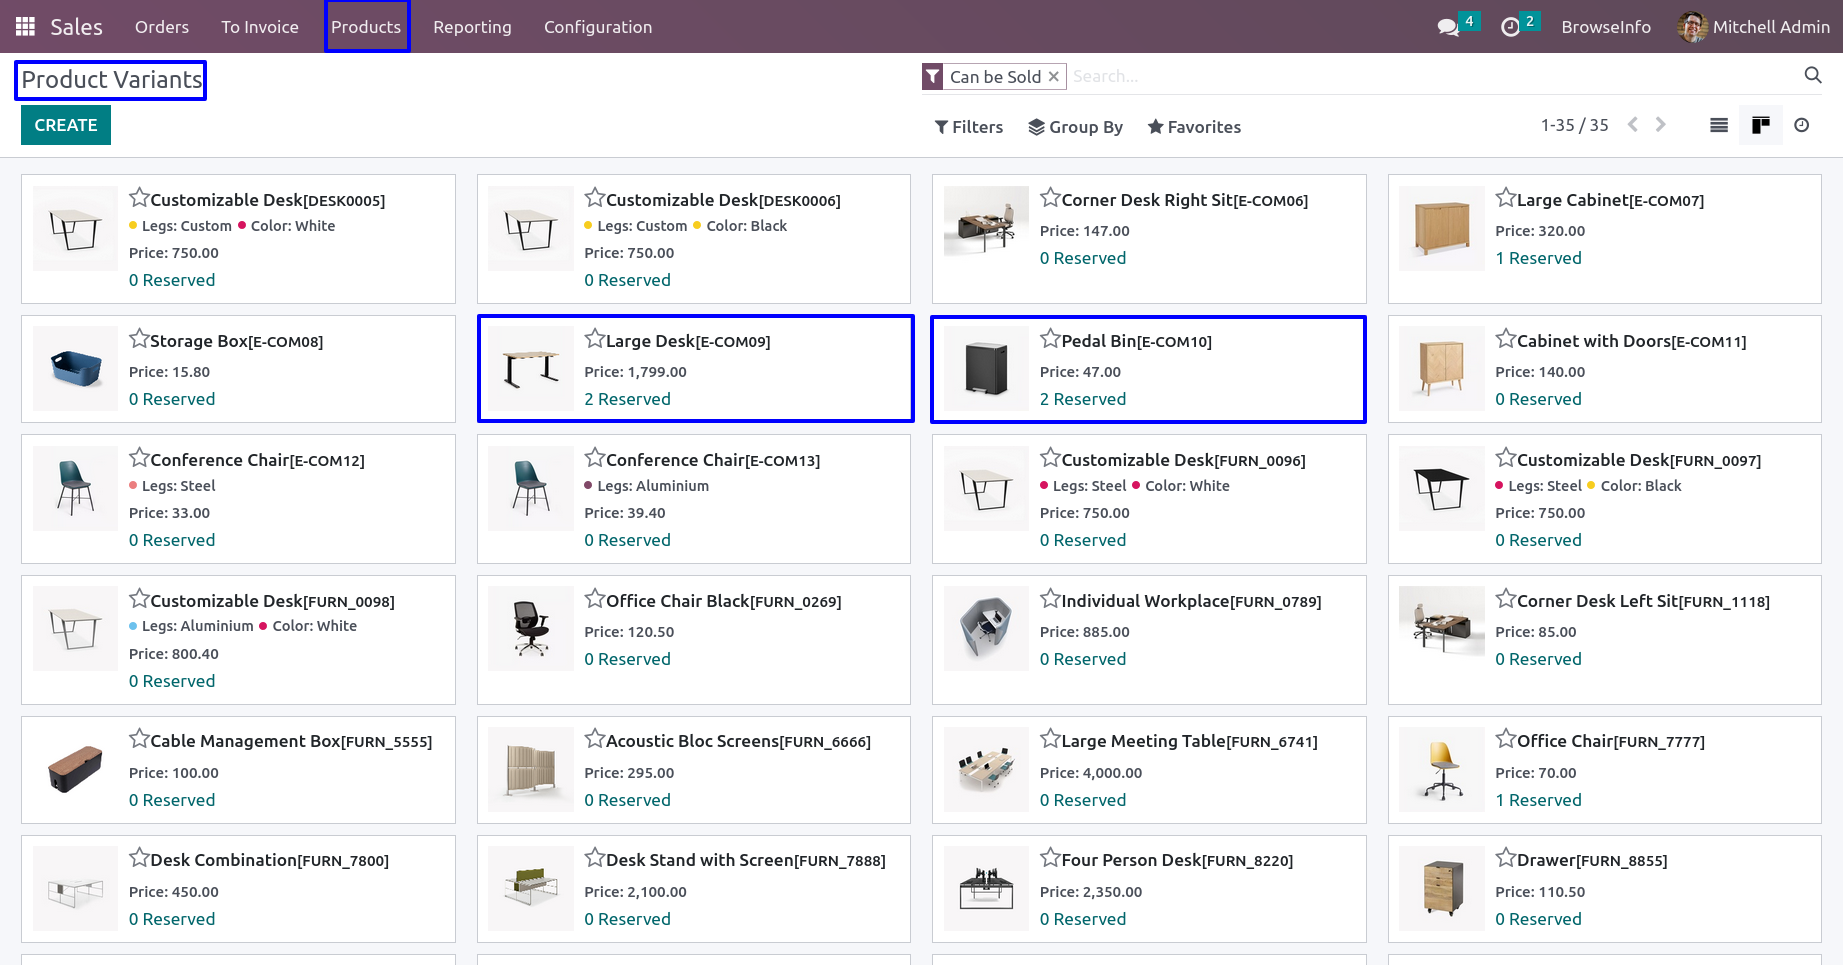 Sales Orders To Invoice Products Reporting Configuration 4 2 BrowseInfo Mitchell Admin
Product Variants
Can be Sold × Search...
CREATE
Filters Group By Favorites 1-35 / 35
Customizable Desk[DESK0005]
Legs: Custom Color: White
Price: 750.00
0 Reserved
Customizable Desk[DESK0006]
Legs: Custom Color: Black
Price: 750.00
0 Reserved
Corner Desk Right Sit[E-COM06]
Price: 147.00
0 Reserved
Large Cabinet[E-COM07]
Price: 320.00
1 Reserved
Storage Box[E-COM08]
Price: 15.80
0 Reserved
Large Desk[E-COM09]
Price: 1,799.00
2 Reserved
Pedal Bin[E-COM10]
Price: 47.00
2 Reserved
Cabinet with Doors[E-COM11]
Price: 140.00
0 Reserved
Conference Chair[E-COM12]
Legs: Steel
Price: 33.00
0 Reserved
Conference Chair[E-COM13]
Legs: Aluminium
Price: 39.40
0 Reserved
Customizable Desk[FURN_0096]
Legs: Steel Color: White
Price: 750.00
0 Reserved
Customizable Desk[FURN_0097]
Legs: Steel Color: Black
Price: 750.00
0 Reserved
Customizable Desk[FURN_0098]
Legs: Aluminium Color: White
Price: 800.40
0 Reserved
Office Chair Black[FURN_0269]
Price: 120.50
0 Reserved
Individual Workplace[FURN_0789]
Price: 885.00
0 Reserved
Corner Desk Left Sit[FURN_1118]
Price: 85.00
0 Reserved
Cable Management Box[FURN_5555]
Price: 100.00
0 Reserved
Acoustic Bloc Screens[FURN_6666]
Price: 295.00
0 Reserved
Large Meeting Table[FURN_6741]
Price: 4,000.00
0 Reserved
Office Chair[FURN_7777]
Price: 70.00
1 Reserved
Desk Combination[FURN_7800]
Price: 450.00
0 Reserved
Desk Stand with Screen[FURN_7888]
Price: 2,100.00
0 Reserved
Four Person Desk[FURN_8220]
Price: 2,350.00
0 Reserved
Drawer[FURN_8855]
Price: 110.50
0 Reserved